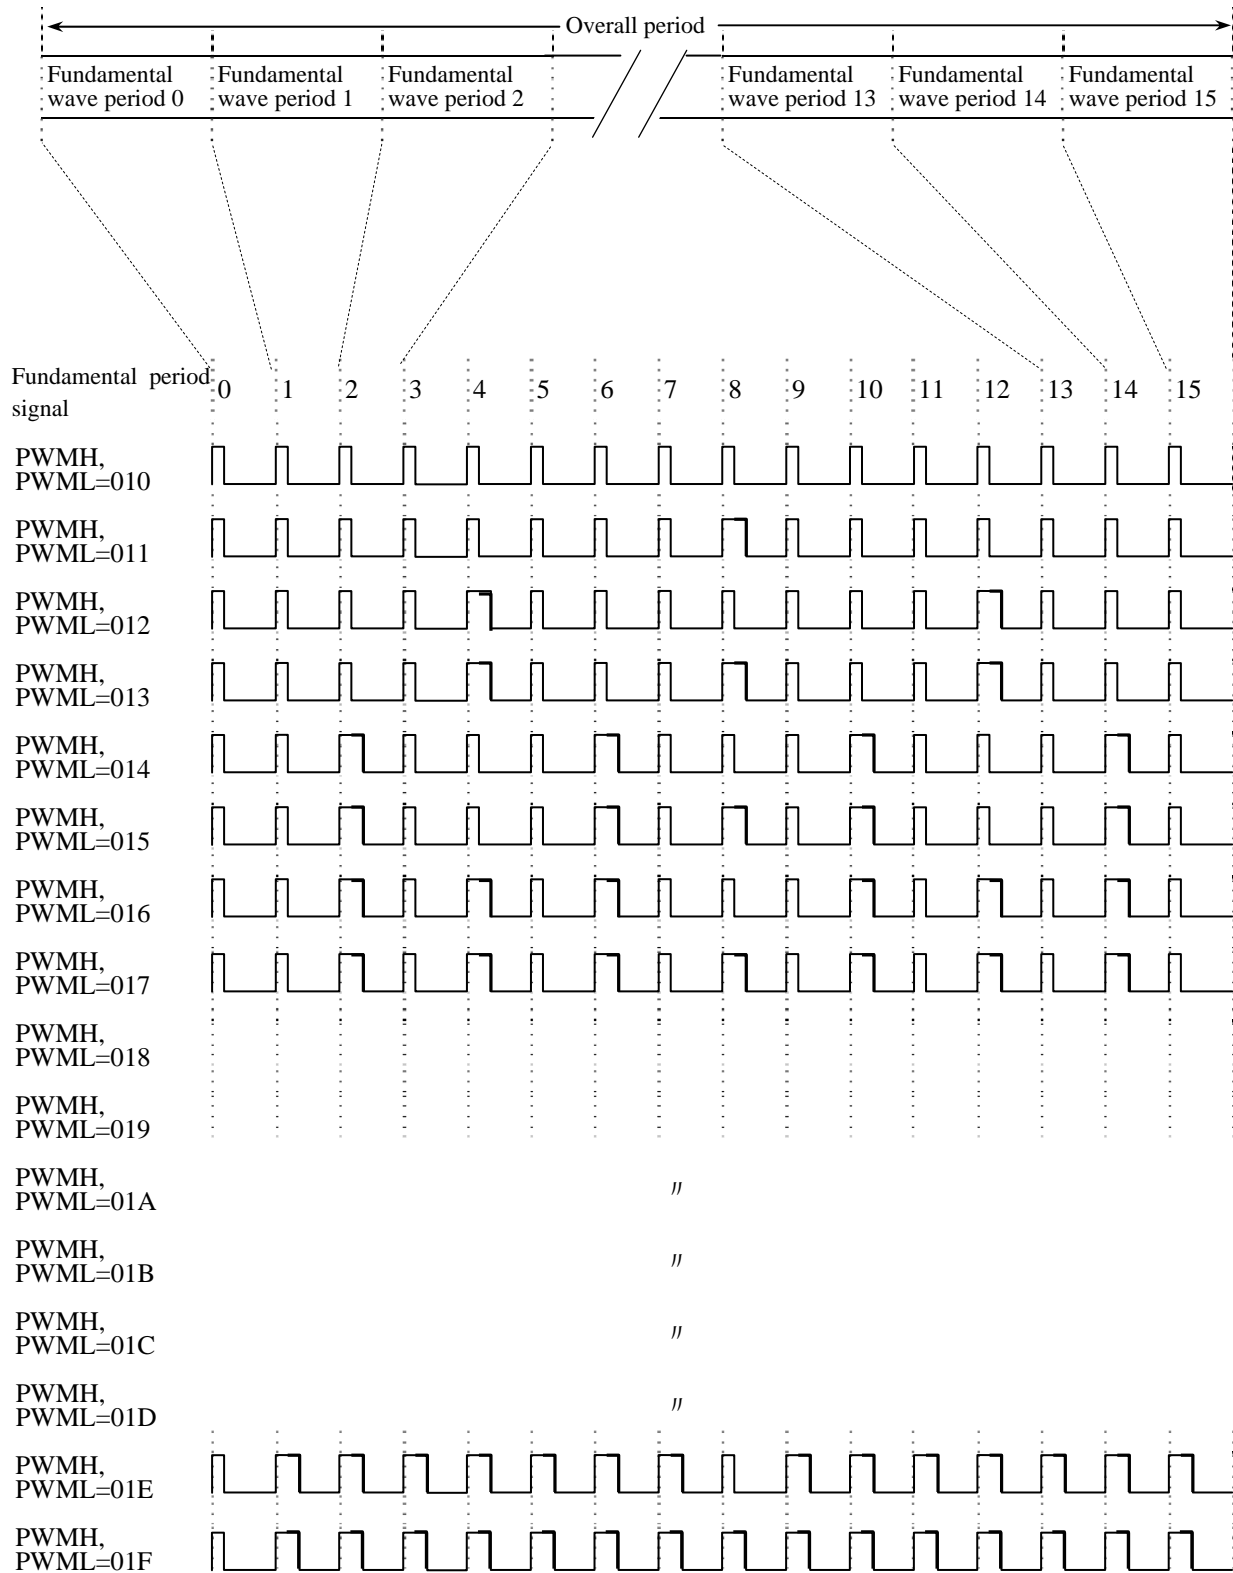 Overall period
Fundamental wave period 0
Fundamental wave period 1
Fundamental wave period 2
Fundamental wave period 13
Fundamental wave period 14
Fundamental wave period 15
Fundamental period signal
0 1 2 3 4 5 6 7 8 9 10 11 12 13 14 15
PWMH,
PWML=010
PWMH,
PWML=011
PWMH,
PWML=012
PWMH,
PWML=013
PWMH,
PWML=014
PWMH,
PWML=015
PWMH,
PWML=016
PWMH,
PWML=017
PWMH,
PWML=018
PWMH,
PWML=019
PWMH,
PWML=01A
〃
PWMH,
PWML=01B
〃
PWMH,
PWML=01C
〃
PWMH,
PWML=01D
〃
PWMH,
PWML=01E
PWMH,
PWML=01F